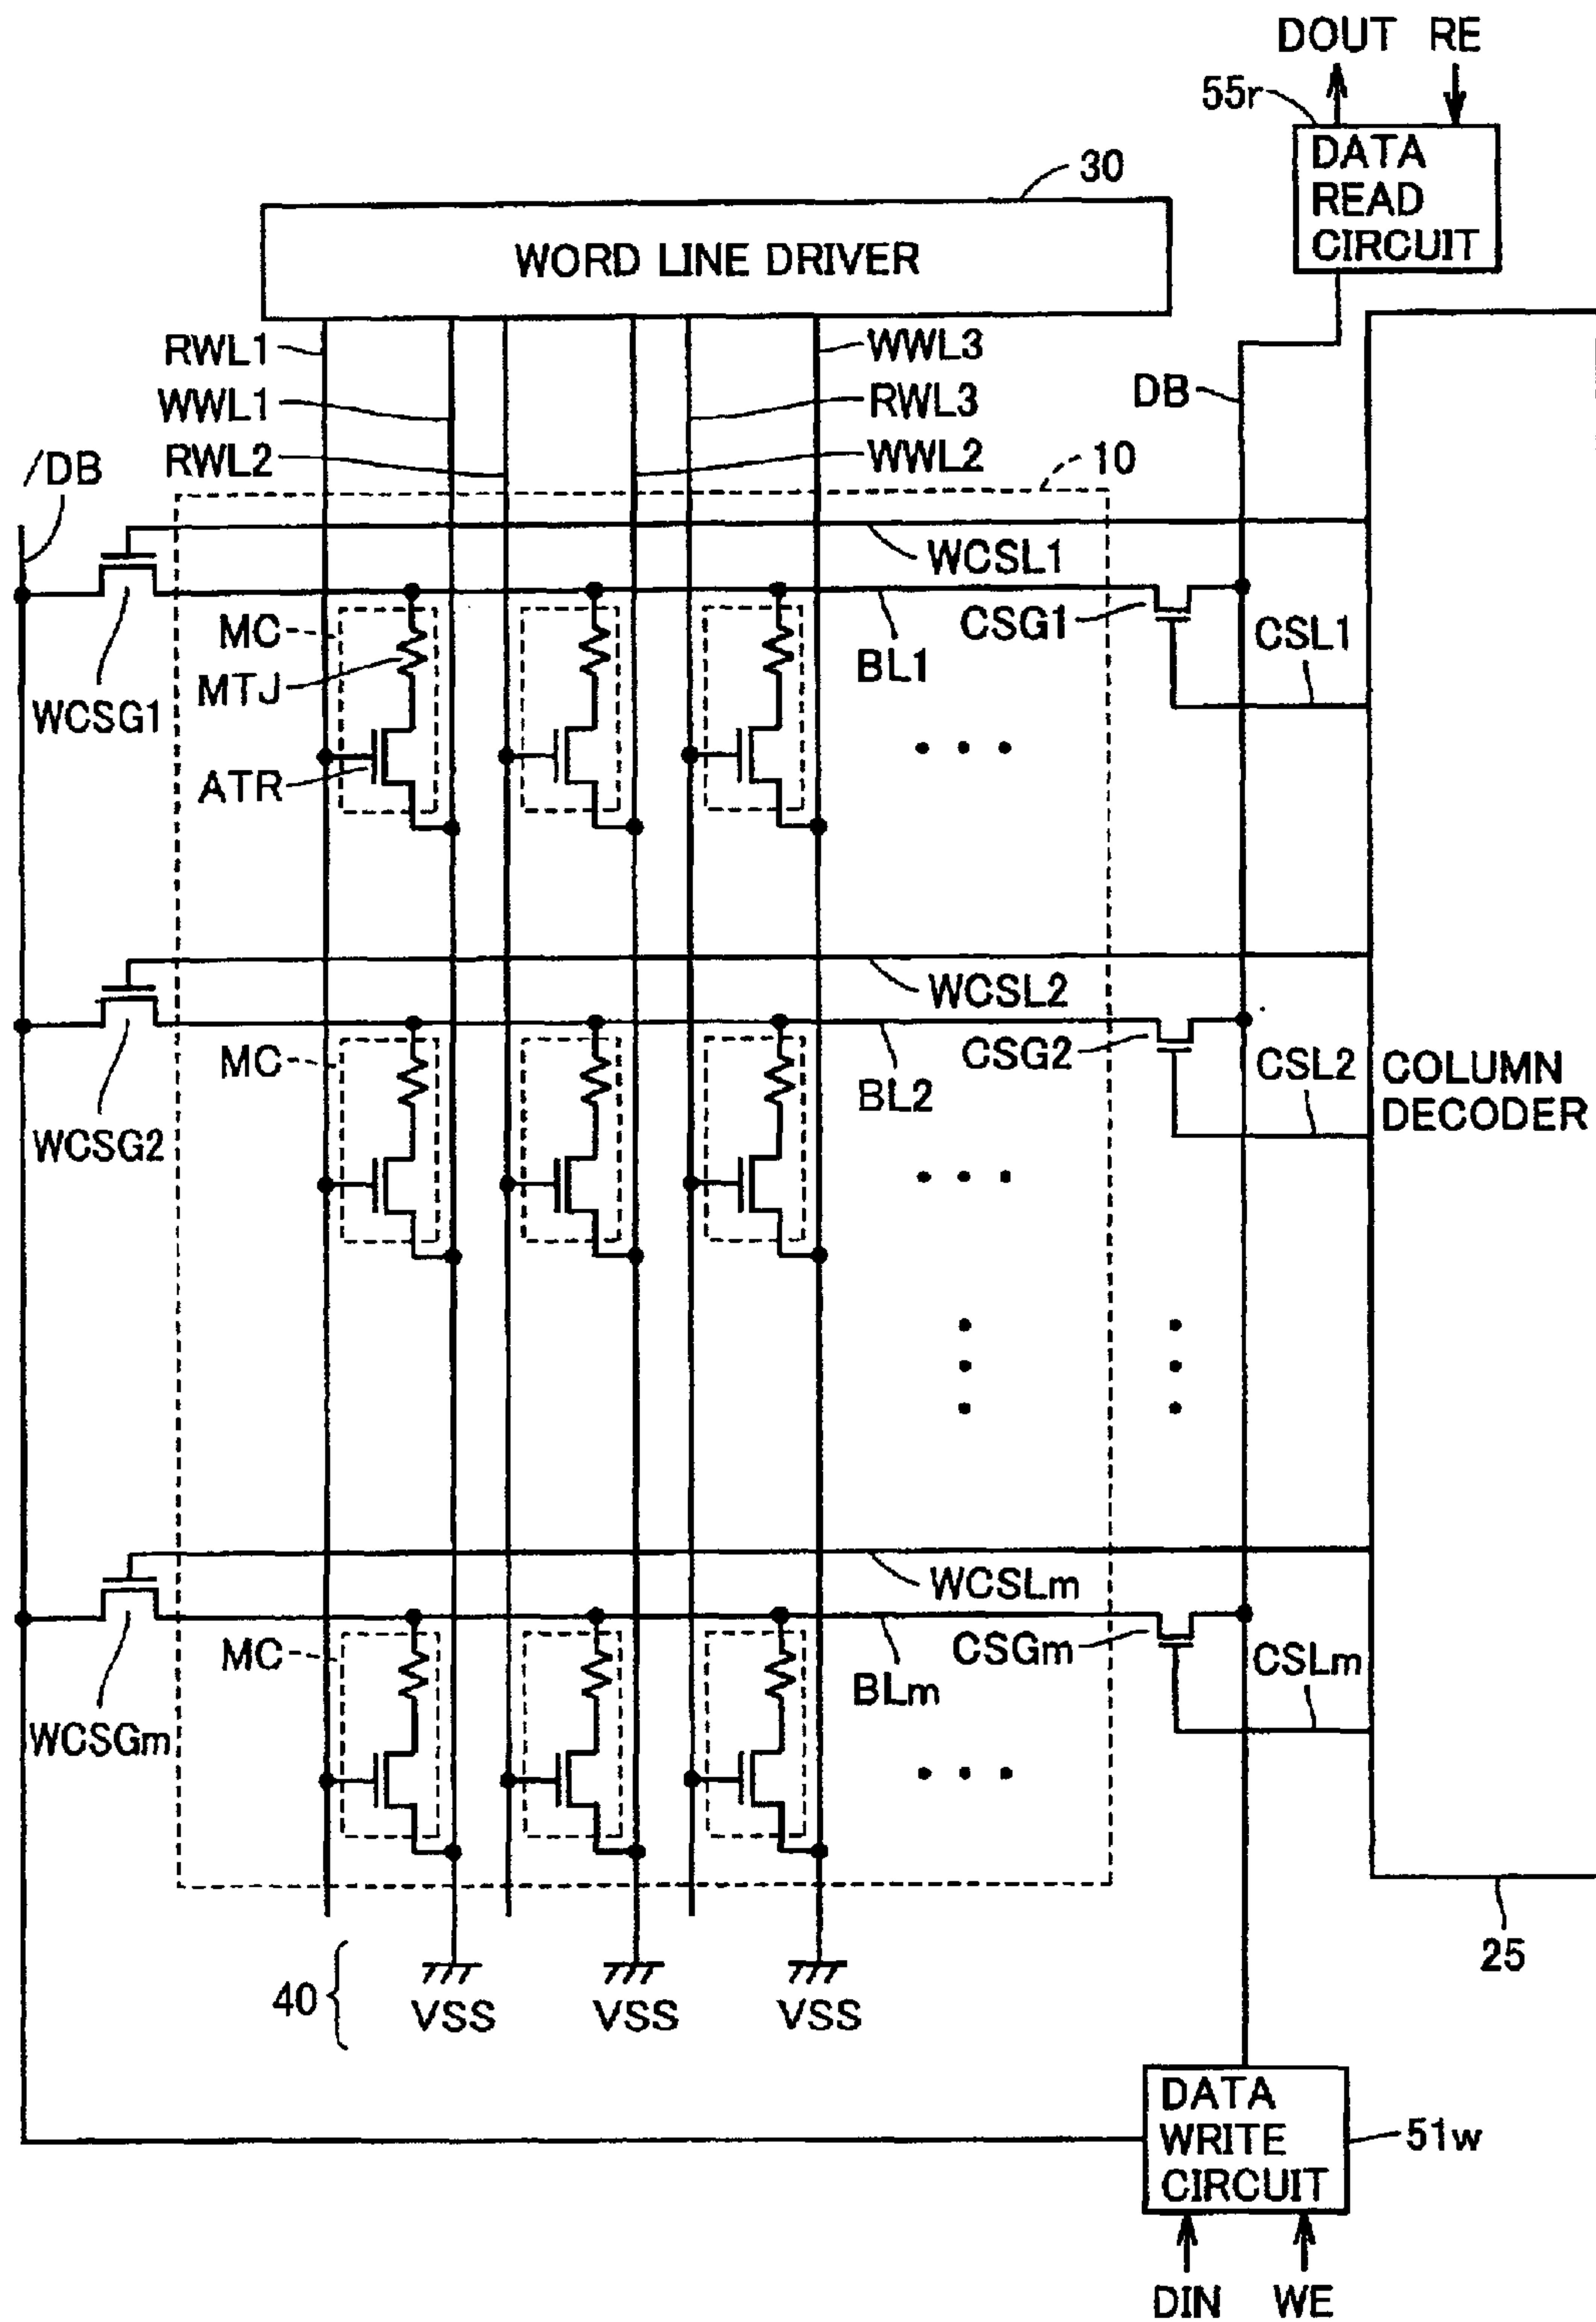 DOUT RE
55r
DATA
READ
CIRCUIT
30
WORD LINE DRIVER
RWL1
WWL3
WWL1
DB
RWL3
RWL2
WWL2
/DB
10
WCSL1
MC
CSG1
CSL1
BL1
MTJ
WCSG1
ATR
WCSL2
MC
CSG2
CSL2
COLUMN
DECODER
BL2
WCSG2
WCSLm
MC
CSGm
CSLm
BLm
WCSGm
25
40
VSS VSS VSS
DATA
WRITE
CIRCUIT
51w
DIN WE